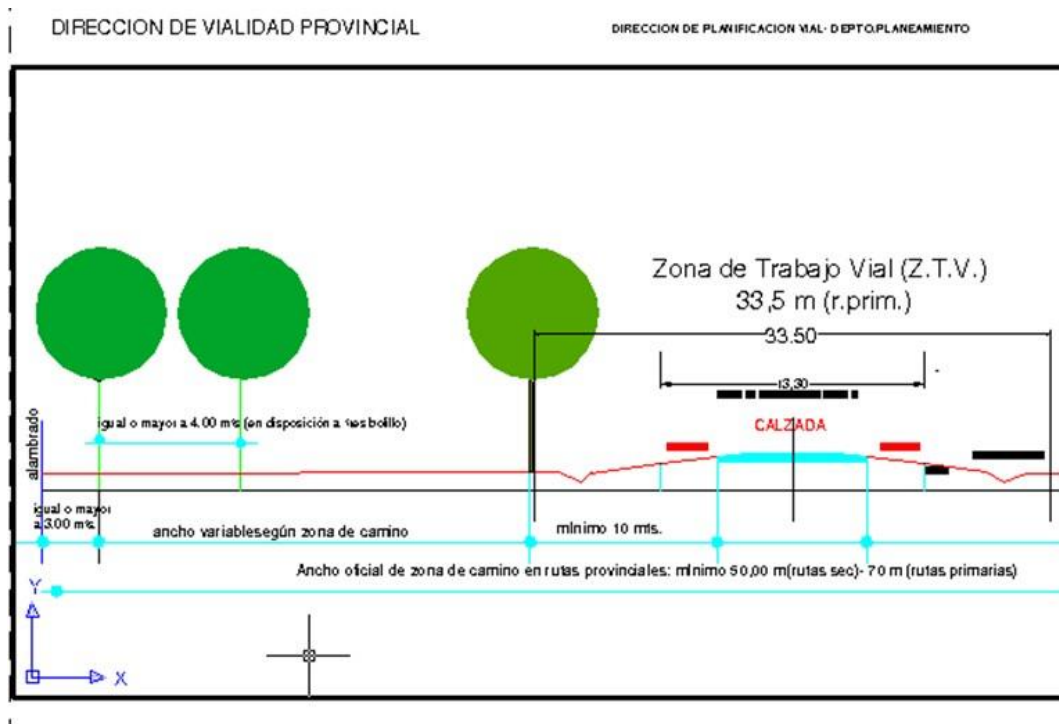 DIRECCION DE VIALIDAD PROVINCIAL
DIRECCION DE PLANIFICACION VIAL- DEPTO.PLANEAMIENTO
Zona de Trabajo Vial (Z.T.V.)
33,5 m (r.prim.)
33.50
13,30
igual o mayor a 4.00 mts (en disposición a tres bolillo)
CALZADA
alambrado
igual o mayor
a 3.00 mts.
ancho variablesegún zona de camino
mínimo 10 mts.
Ancho oficial de zona de camino en rutas provinciales: mínimo 50,00 m(rutas sec)- 70 m (rutas primarias)
Y
X